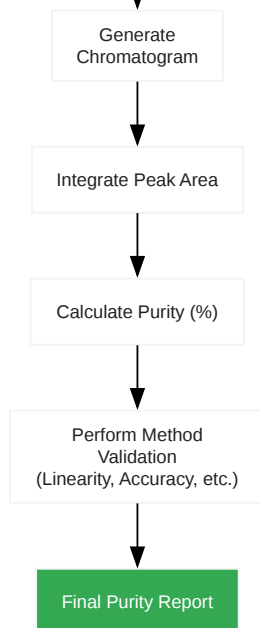 Generate
Chromatogram
Integrate Peak Area
Calculate Purity (%)
Perform Method
Validation
(Linearity, Accuracy, etc.)
Final Purity Report